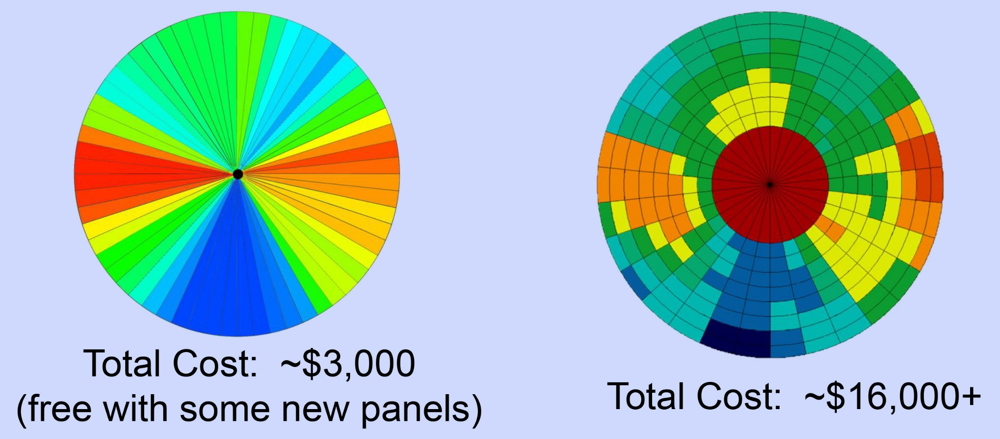 Total Cost: ~$3,000
(free with some new panels)
Total Cost: ~$16,000+